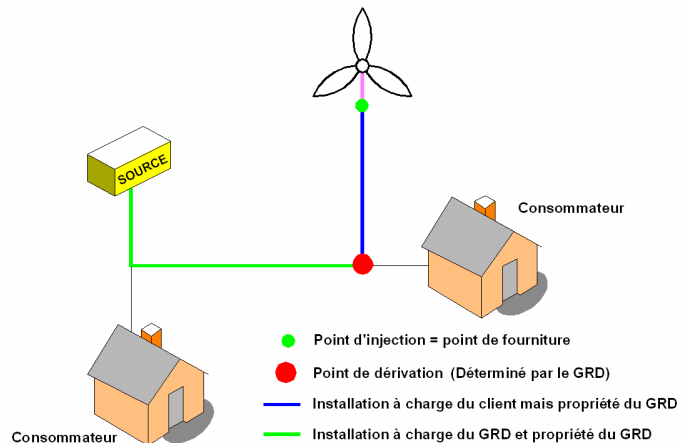 SOURCE
Consommateur
Point d'injection = point de fourniture
Point de dérivation (Déterminé par le GRD)
Installation à charge du client mais propriété du GRD
Installation à charge du GRD et propriété du GRD
Consommateur